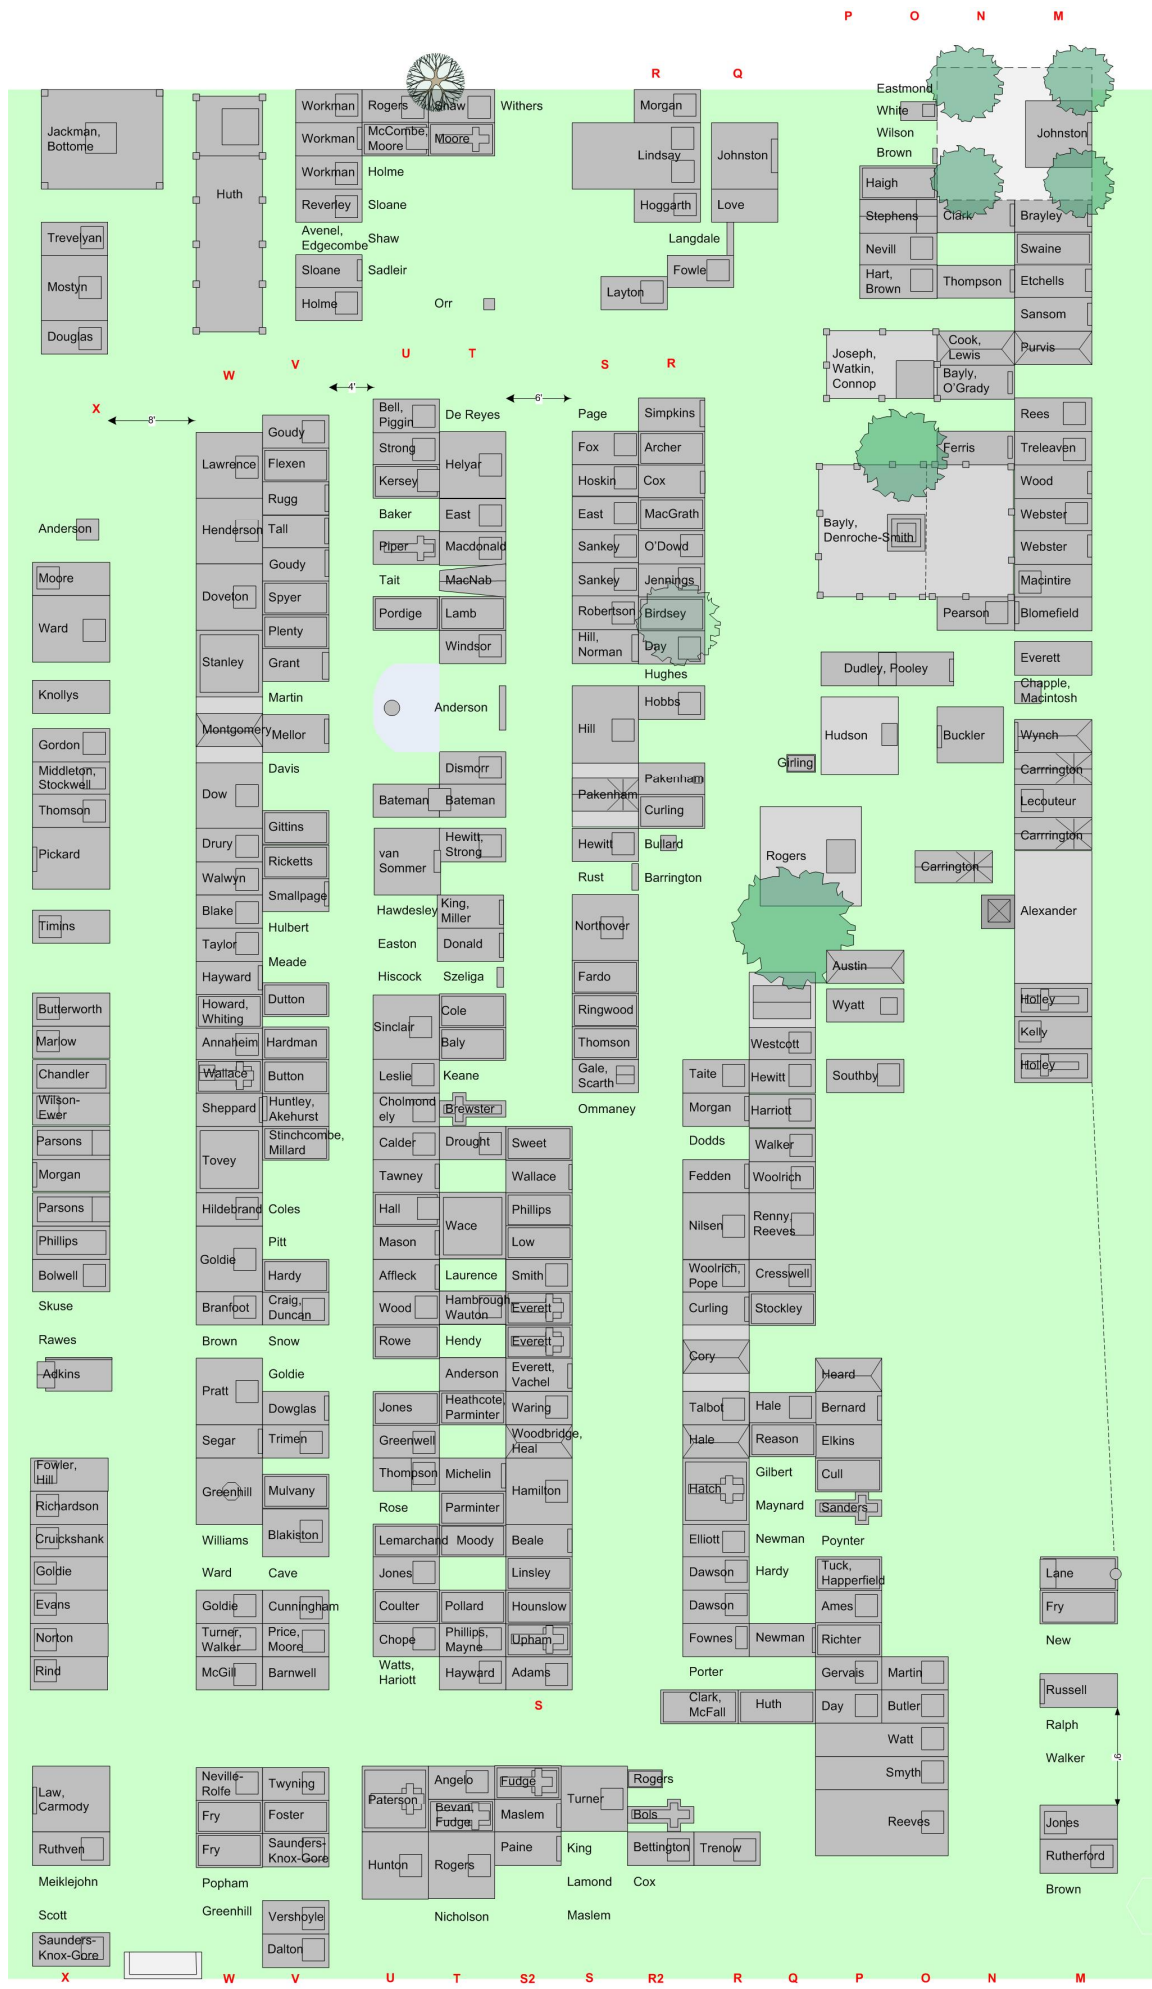 P O N M
R Q
Eastmond
White
Wilson
Brown
Jackman,
Bottome
Huth
Workman
Rogers
Shaw
Withers
Workman
McCombe,
Moore
Moore
Workman
Holme
Reverley
Sloane
Avenel,
Edgecombe
Shaw
Sloane
Sadleir
Holme
Orr
Trevelyan
Mostyn
Douglas
Morgan
Lindsay
Johnston
Hoggarth
Love
Langdale
Fowle
Layton
Johnston
Haigh
Stephens
Clark
Brayley
Nevill
Swaine
Hart,
Brown
Thompson
Etchells
Sansom
Joseph,
Watkin,
Connop
Cook,
Lewis
Purvis
Bayly,
O'Grady
Rees
Ferris
Treleaven
Wood
Bayly,
Denroche-Smith
Webster
Webster
Macintire
Pearson
Blomefield
Everett
Dudley, Pooley
Chapple,
Macintosh
Hudson
Buckler
Wynch
Girling
Carrrington
Lecouteur
Carrrington
Rogers
Carrington
Alexander
Austin
Wyatt
Holley
Kelly
Southby
Holley
X
8'
W
V
4'
U
T
6'
S
R
Anderson
Moore
Ward
Knollys
Gordon
Middleton,
Stockwell
Thomson
Pickard
Timins
Butterworth
Marlow
Chandler
Wilson-
Ewer
Parsons
Morgan
Parsons
Phillips
Bolwell
Skuse
Rawes
Adkins
Fowler,
Hill
Richardson
Cruickshank
Goldie
Evans
Norton
Rind
Law,
Carmody
Ruthven
Meiklejohn
Scott
Saunders-
Knox-Gore
Lawrence
Henderson
Doveton
Stanley
Montgomery
Dow
Drury
Walwyn
Blake
Taylor
Hayward
Howard,
Whiting
Annaheim
Wallace
Sheppard
Tovey
Hildebrand
Goldie
Branfoot
Brown
Pratt
Segar
Greenhill
Williams
Ward
Goldie
Turner,
Walker
McGill
Neville-
Rolfe
Fry
Fry
Popham
Greenhill
Goudy
Flexen
Rugg
Tall
Goudy
Spyer
Plenty
Grant
Martin
Mellor
Davis
Gittins
Ricketts
Smallpage
Hulbert
Meade
Dutton
Hardman
Button
Huntley,
Akehurst
Stinchcombe,
Millard
Coles
Pitt
Hardy
Craig,
Duncan
Snow
Goldie
Dowglas
Trimen
Mulvany
Blakiston
Cave
Cunningham
Price,
Moore
Barnwell
Twyning
Foster
Saunders-
Knox-Gore
Vershoyle
Dalton
Bell,
Piggin
Strong
Kersey
Baker
Piper
Tait
Pordige
Bateman
van
Sommer
Hawdesley
Easton
Hiscock
Sinclair
Leslie
Cholmond
ely
Calder
Tawney
Hall
Mason
Affleck
Wood
Rowe
Jones
Greenwell
Thompson
Rose
Lemarchand
Jones
Coulter
Chope
Watts,
Hariott
Paterson
Hunton
De Reyes
Helyar
East
Macdonald
MacNab
Lamb
Windsor
Anderson
Dismorr
Bateman
Hewitt,
Strong
King,
Miller
Donald
Szeliga
Cole
Baly
Keane
Brewster
Drought
Wace
Laurence
Hambrough,
Wauton
Hendy
Anderson
Heathcote,
Parminter
Michelin
Parminter
Moody
Pollard
Phillips,
Mayne
Hayward
Angelo
Bevan,
Fudge
Rogers
Nicholson
Sweet
Wallace
Phillips
Low
Smith
Everett
Everett
Everett,
Vachel
Waring
Woodbridge,
Heal
Hamilton
Beale
Linsley
Hounslow
Upham
Adams
S
Fudge
Maslem
Paine
Page
Fox
Hoskin
East
Sankey
Sankey
Robertson
Hill,
Norman
Hill
Pakenham
Hewitt
Rust
Northover
Fardo
Ringwood
Thomson
Gale,
Scarth
Ommaney
Turner
King
Lamond
Maslem
Simpkins
Archer
Cox
MacGrath
O'Dowd
Jennings
Birdsey
Day
Hughes
Hobbs
Pakenham
Curling
Bullard
Barrington
Rogers
Bols
Bettington
Trenow
Cox
Taite
Morgan
Dodds
Fedden
Nilsen
Woolrich,
Pope
Curling
Cory
Talbot
Hale
Hatch
Elliott
Dawson
Dawson
Fownes
Porter
Clark,
McFall
Westcott
Hewitt
Harriott
Walker
Woolrich
Renny,
Reeves
Cresswell
Stockley
Hale
Reason
Gilbert
Maynard
Newman
Hardy
Newman
Huth
Heard
Bernard
Elkins
Cull
Sanders
Poynter
Tuck,
Happerfield
Ames
Richter
Gervais
Martin
Day
Butler
Watt
Smyth
Reeves
Lane
Fry
New
Russell
Ralph
Walker
9'
Jones
Rutherford
Brown
X W V U T S2 S R2 R Q P O N M